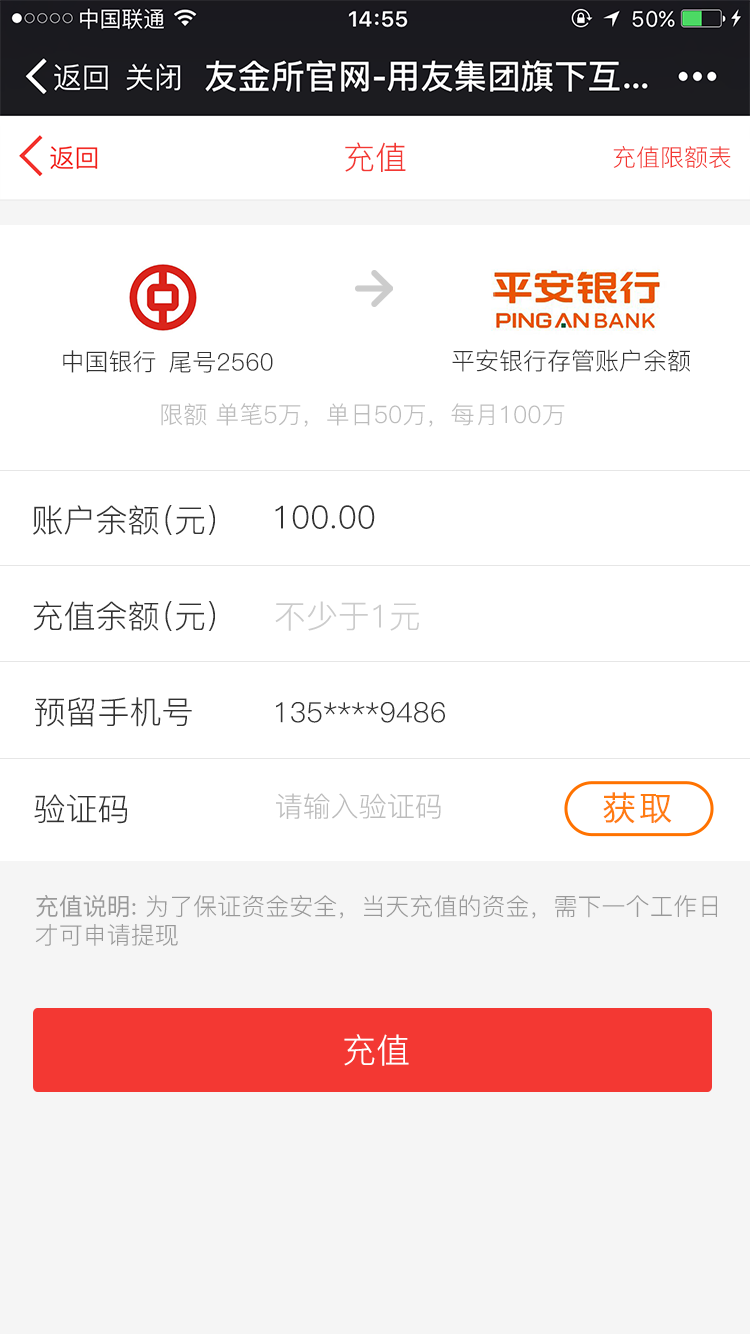 中国联通 14:55 50%
返回 关闭 友金所官网-用友集团旗下互...
返回 充值 充值限额表
平安银行
PINGAN BANK
中国银行 尾号2560 平安银行存管账户余额
限额 单笔5万，单日50万，每月100万
账户余额(元) 100.00
充值余额(元) 不少于1元
预留手机号 135****9486
验证码 请输入验证码 获取
充值说明: 为了保证资金安全，当天充值的资金，需下一个工作日
才可申请提现
充值